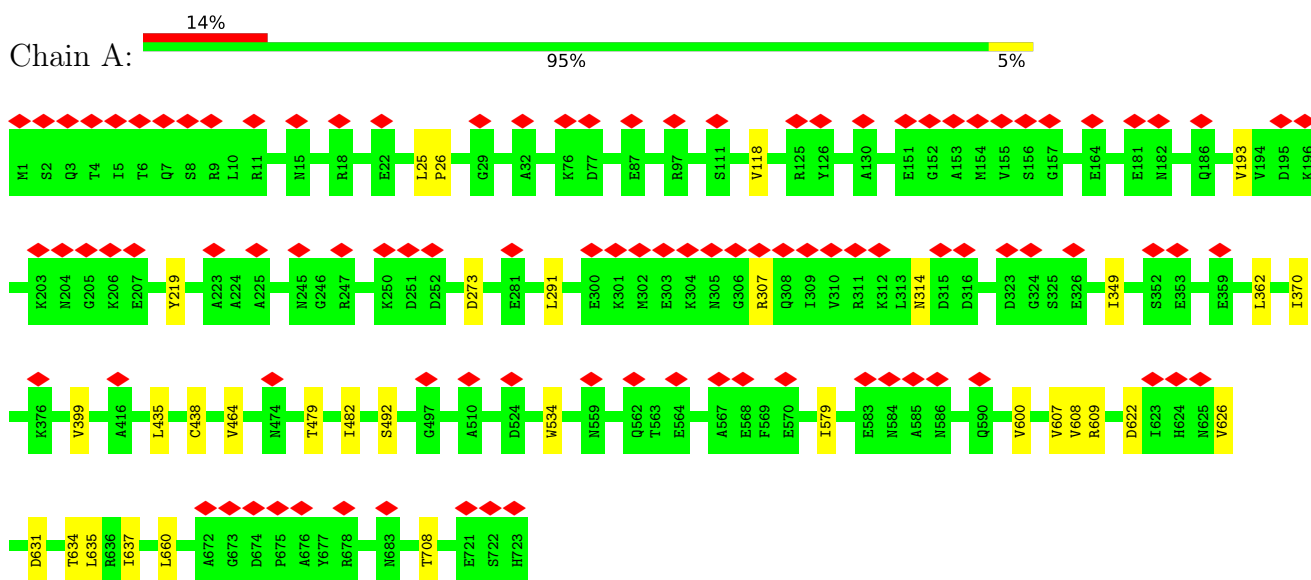 14%
Chain A:
95% 5%
M1 S2 Q3 T4 I5 T6 Q7 S8 R9 L10 R11 N15 R18 E22 L25 P26 G29 A32 K76 D77 E87 R97 S111 V118 R125 Y126 A130 E151 G152 A153 M154 V155 S156 G157 E164 E181 N182 Q186 V193 V194 D195 K196
K203 N204 G205 K206 E207 Y219 A223 A224 A225 N245 G246 R247 K250 D251 D252 D273 E281 L291 E300 K301 M302 E303 K304 N305 G306 R307 Q308 I309 V310 R311 K312 L313 N314 D315 D316 D323 G324 S325 E326 I349 S352 E353 E359 L362 I370
K376 V399 A416 L435 C438 V464 N474 T479 I482 S492 G497 A510 D524 W534 N559 Q562 T563 E564 A567 E568 F569 E570 I579 E583 N584 A585 N586 Q590 V600 V607 V608 R609 D622 I623 H624 N625 V626
D631 T634 L635 R636 I637 L660 A672 G673 D674 P675 A676 Y677 R678 N683 T708 E721 S722 H723